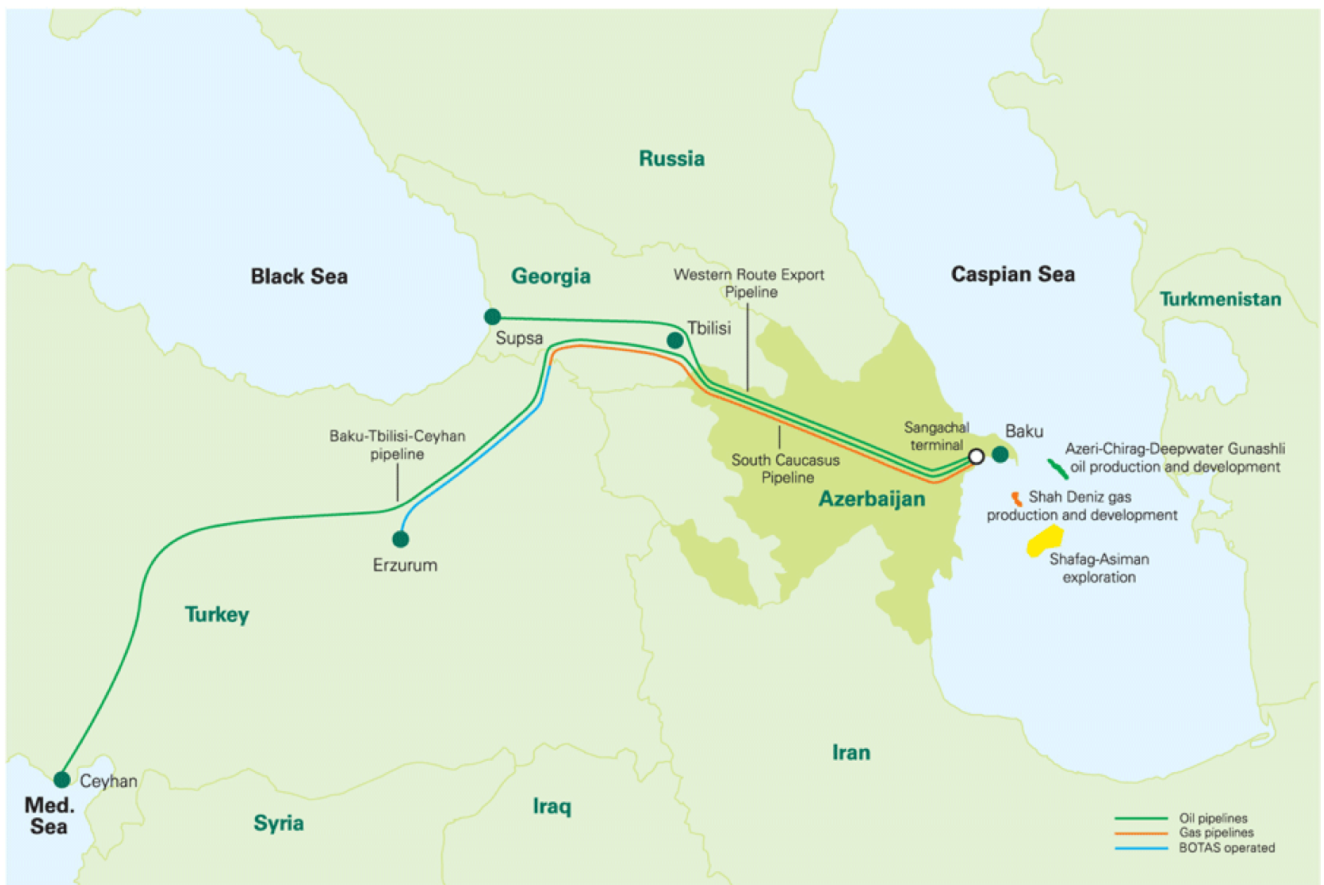 Russia
Black Sea
Georgia
Western Route Export
Pipeline
Caspian Sea
Turkmenistan
Supsa
Tbilisi
Baku-Tbilisi-Ceyhan
pipeline
South Caucasus
Pipeline
Sangachal
terminal
Baku
Azeri-Chirag-Deepwater Gunashli
oil production and development
Azerbaijan
Shah Deniz gas
production and development
Shafag-Asiman
exploration
Erzurum
Turkey
Iran
Ceyhan
Med.
Sea
Syria
Iraq
Oil pipelines
Gas pipelines
BOTAS operated